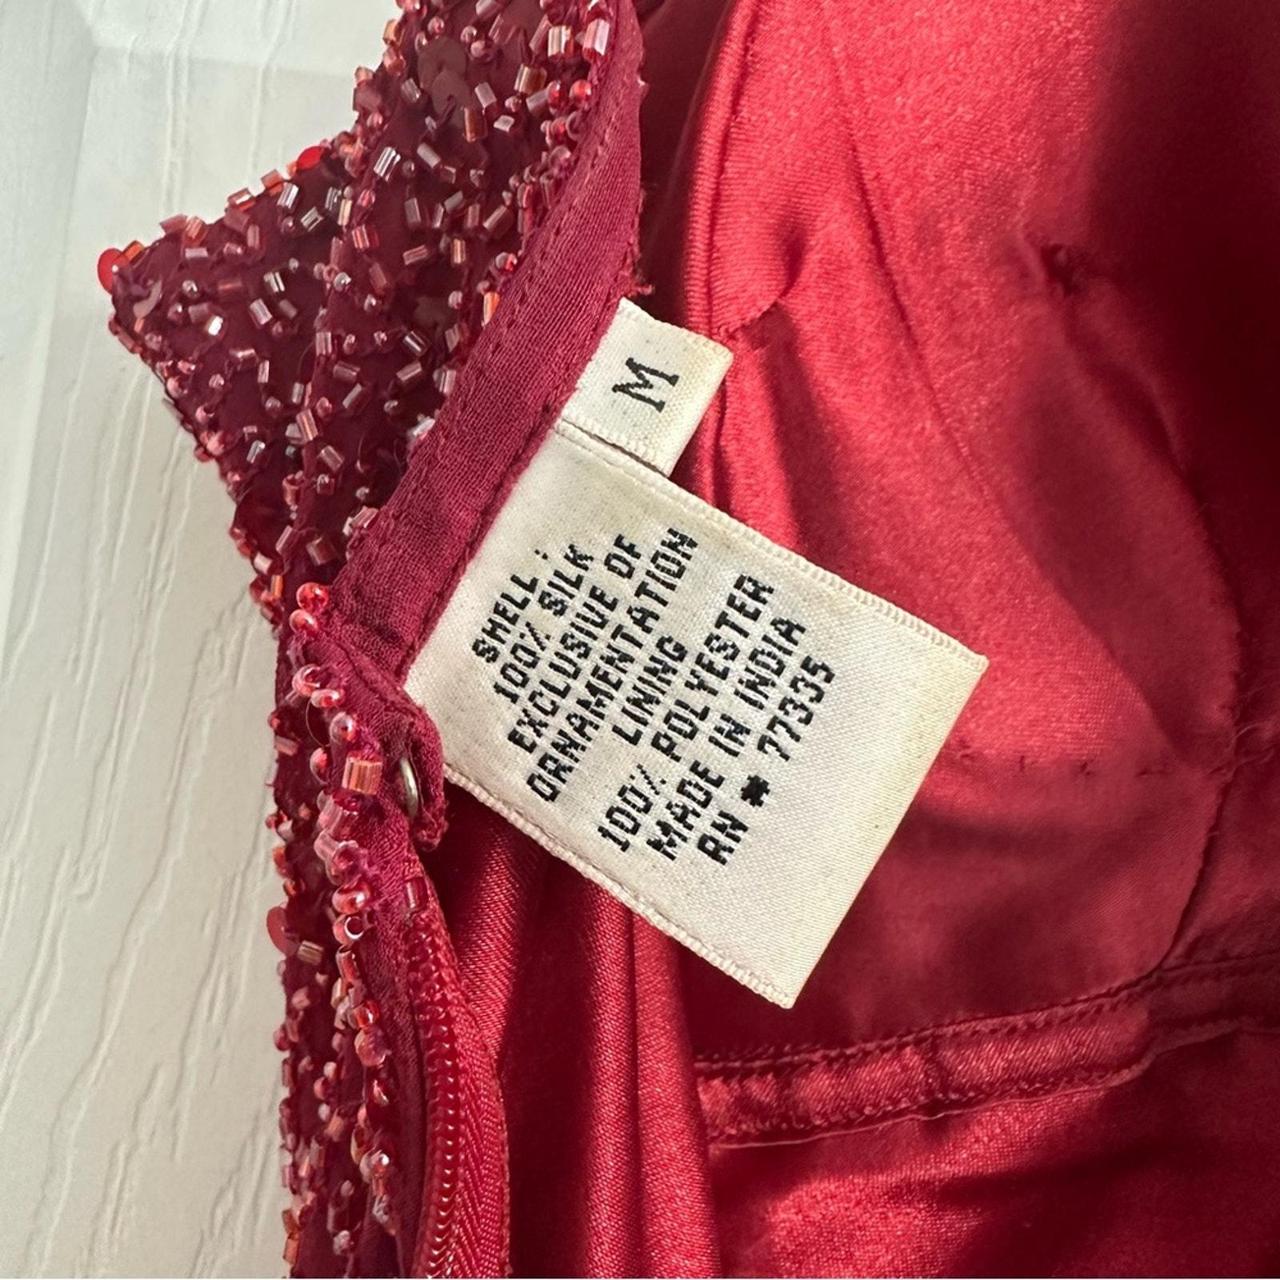 M
SHELL :
100% SILK
EXCLUSIVE OF
ORNAMENTATION
LINING
100% POLYESTER
MADE IN INDIA
RN * 77335